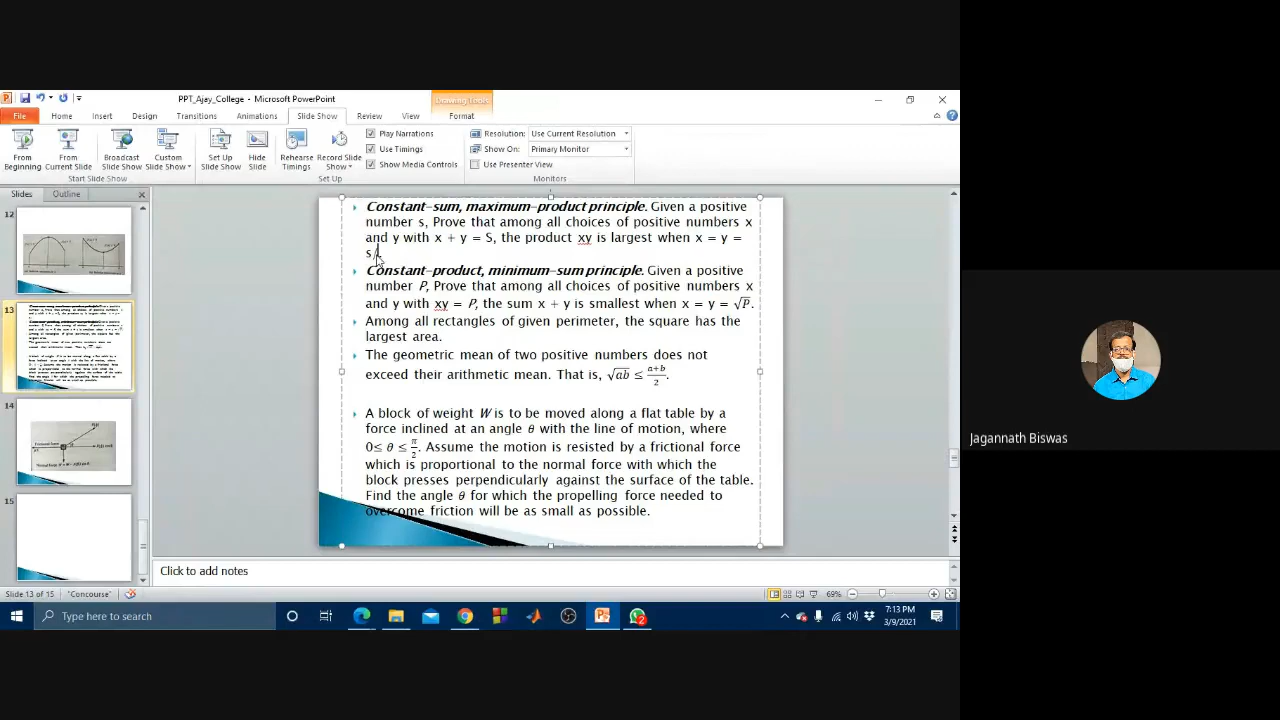 PPT_Ajay_College - Microsoft PowerPoint
Drawing Tools
File Home Insert Design Transitions Animations Slide Show Review View Format
From Beginning
From Current Slide
Broadcast Slide Show
Custom Slide Show
Start Slide Show
Set Up Slide Show
Hide Slide
Rehearse Timings
Record Slide Show
Play Narrations
Use Timings
Show Media Controls
Set Up
Resolution: Use Current Resolution
Show On: Primary Monitor
Use Presenter View
Monitors
Slides Outline
12
13
14
15
Constant-sum, maximum-product principle. Given a positive
number s, Prove that among all choices of positive numbers x
and y with x + y = S, the product xy is largest when x = y =
s/
Constant-product, minimum-sum principle. Given a positive
number P, Prove that among all choices of positive numbers x
and y with xy = P, the sum x + y is smallest when x = y = √P.
Among all rectangles of given perimeter, the square has the
largest area.
The geometric mean of two positive numbers does not
exceed their arithmetic mean. That is, √ab ≤ (a+b)/2.
A block of weight W is to be moved along a flat table by a
force inclined at an angle θ with the line of motion, where
0≤ θ ≤ π/2. Assume the motion is resisted by a frictional force
which is proportional to the normal force with which the
block presses perpendicularly against the surface of the table.
Find the angle θ for which the propelling force needed to
overcome friction will be as small as possible.
Click to add notes
Slide 13 of 15 "Concourse" 69%
Type here to search
2
7:13 PM
3/9/2021
Jagannath Biswas